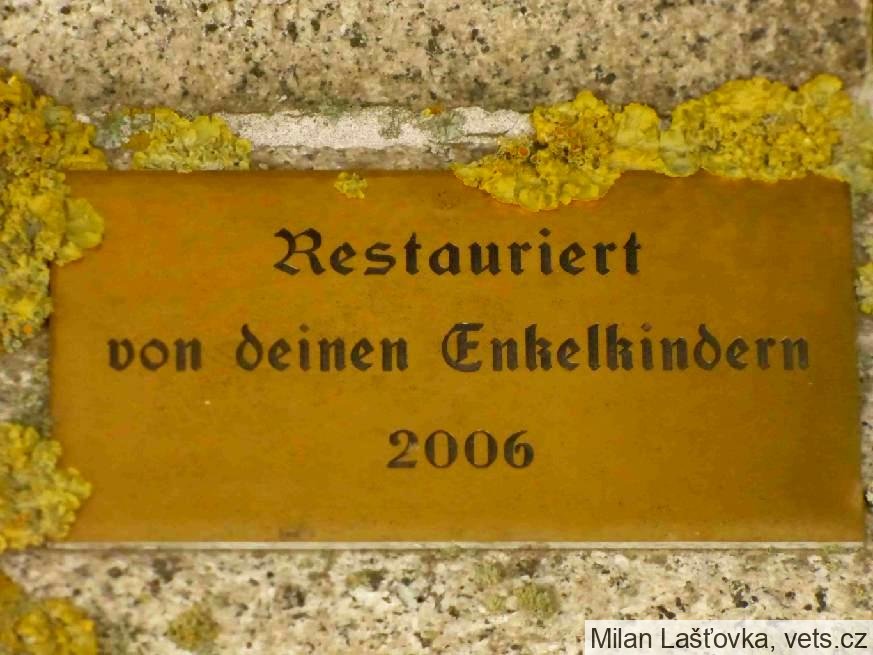 Restauriert
von deinen Enkelkindern
2006
Milan Lašťovka, vets.cz